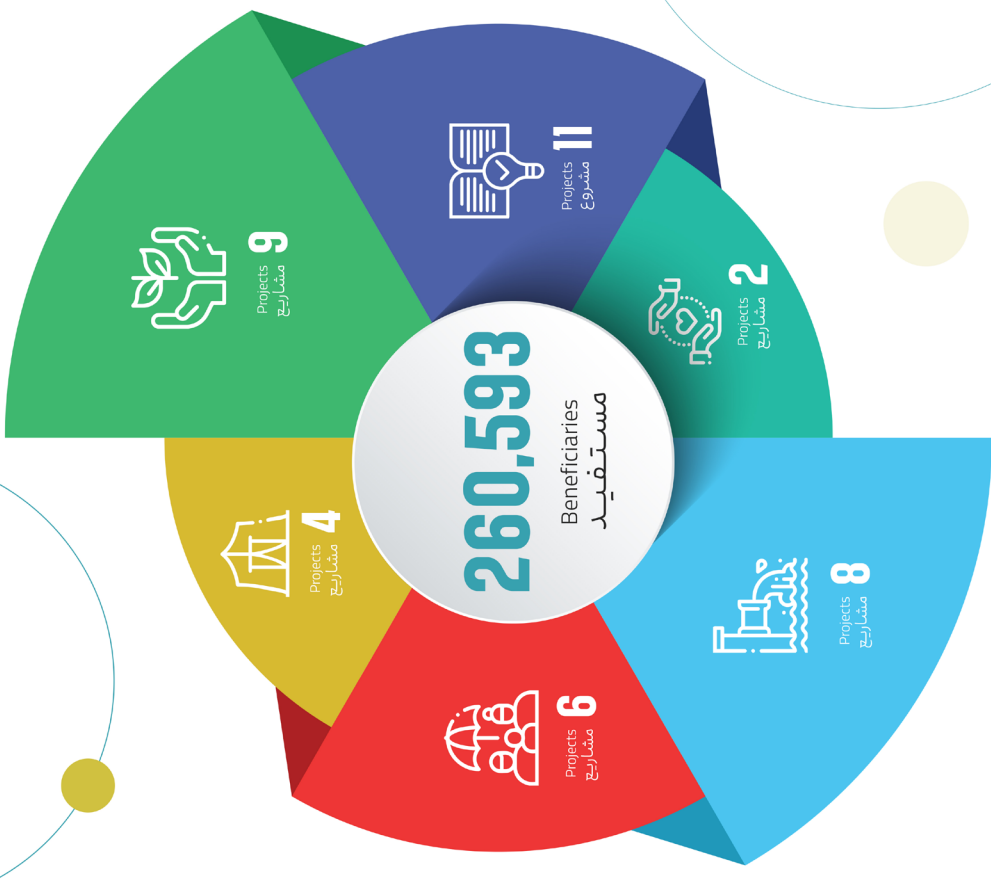 9
Projects
مشاريع
4
Projects
مشاريع
260,593
Beneficiaries
مستفيد
11
Projects
مشروع
6
Projects
مشاريع
2
Projects
مشاريع
8
Projects
مشاريع